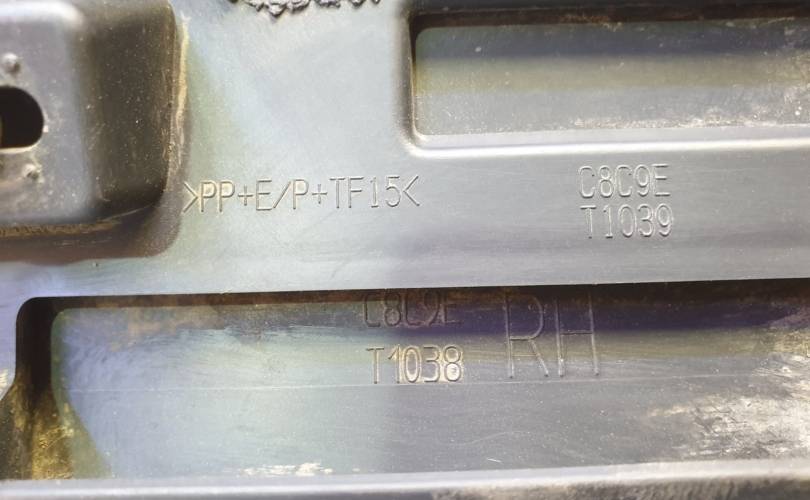 >PP+E/P+TF15<
C8C9E
T1039
C8C9E
T1038
RH